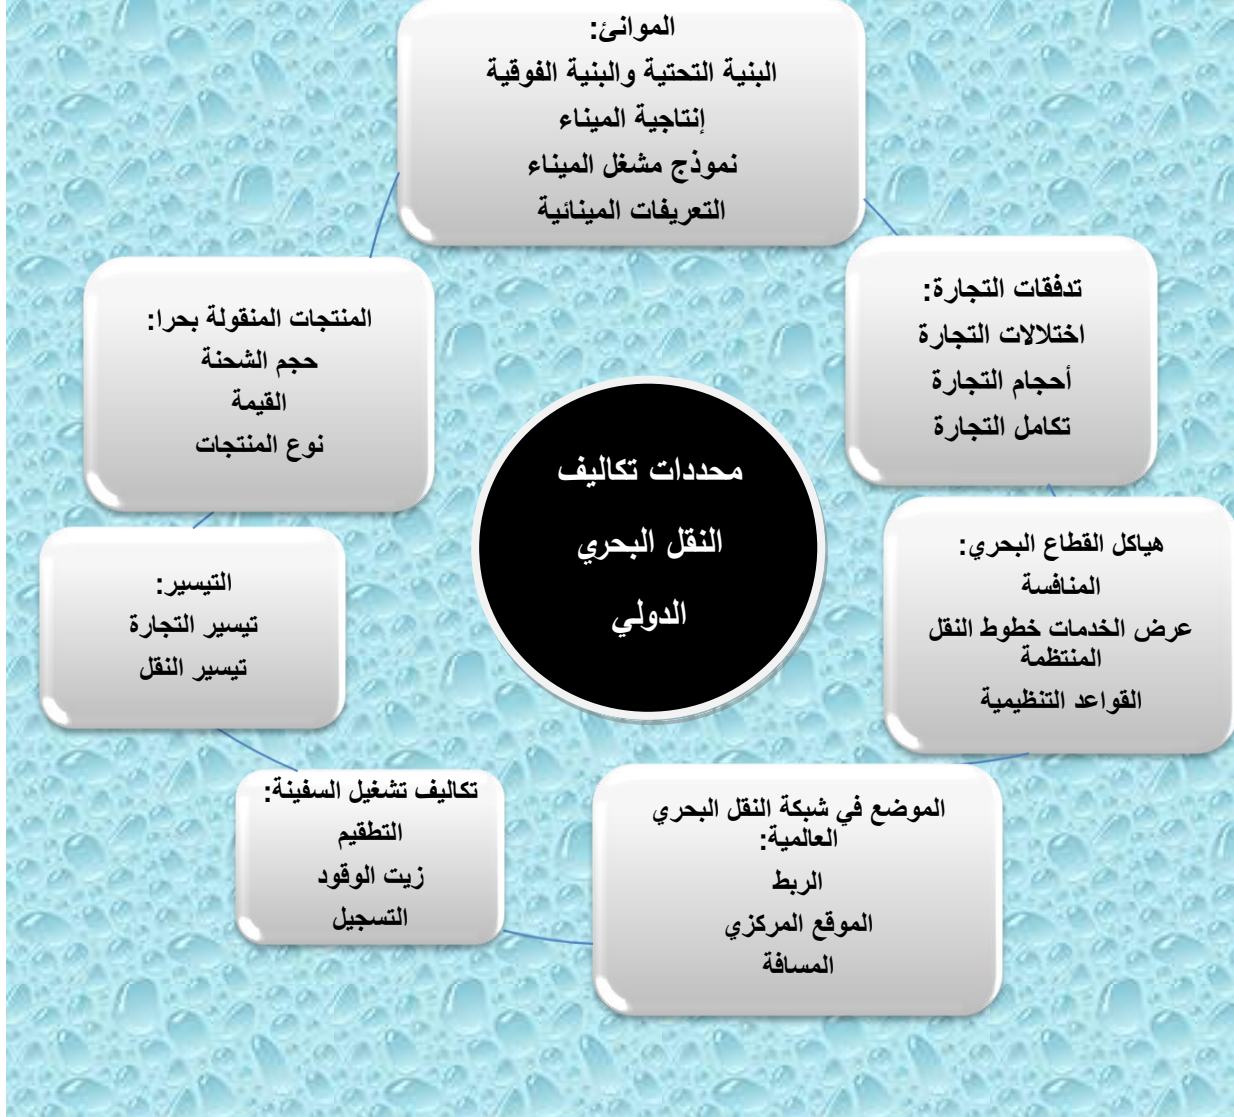 الموانئ:
البنية التحتية والبنية الفوقية
إنتاجية الميناء
نموذج مشغل الميناء
التعريفات المينائية
تدفقات التجارة:
اختلالات التجارة
أحجام التجارة
تكامل التجارة
هياكل القطاع البحري:
المنافسة
عرض الخدمات خطوط النقل
المنتظمة
القواعد التنظيمية
الموضع في شبكة النقل البحري
العالمية:
الربط
الموقع المركزي
المسافة
تكاليف تشغيل السفينة:
التطقيم
زيت الوقود
التسجيل
التيسير:
تيسير التجارة
تيسير النقل
المنتجات المنقولة بحرا:
حجم الشحنة
القيمة
نوع المنتجات
محددات تكاليف
النقل البحري
الدولي